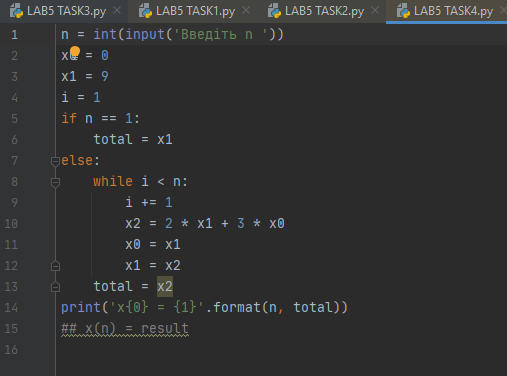 LAB5 TASK3.py LAB5 TASK1.py LAB5 TASK2.py LAB5 TASK4.py
1 n = int(input('Введіть n '))
2 x0 = 0
3 x1 = 9
4 i = 1
5 if n == 1:
6 total = x1
7 else:
8 while i < n:
9 i += 1
10 x2 = 2 * x1 + 3 * x0
11 x0 = x1
12 x1 = x2
13 total = x2
14 print('x{0} = {1}'.format(n, total))
15 ## x(n) = result
16